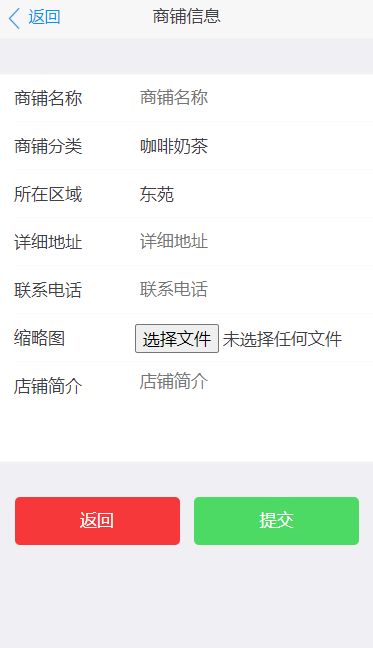 返回 商铺信息
商铺名称 商铺名称
商铺分类 咖啡奶茶
所在区域 东苑
详细地址 详细地址
联系电话 联系电话
缩略图 选择文件 未选择任何文件
店铺简介 店铺简介
返回 提交